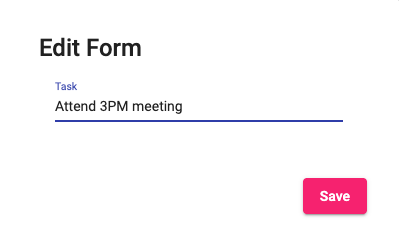 Edit Form
Task
Attend 3PM meeting
Save